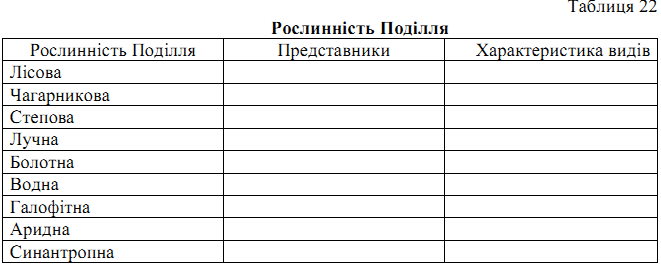 Таблиця 22
Рослинність Поділля
Рослинність Поділля Представники Характеристика видів
Лісова
Чагарникова
Степова
Лучна
Болотна
Водна
Галофітна
Аридна
Синантропна